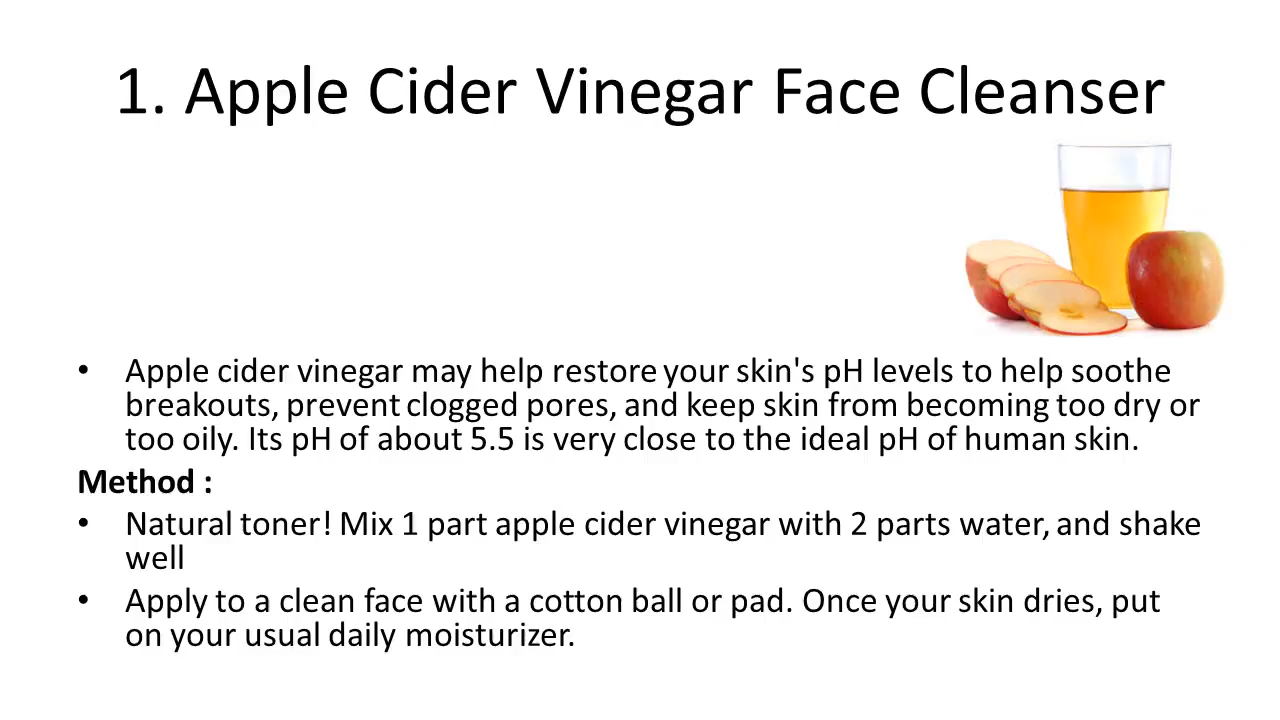 1. Apple Cider Vinegar Face Cleanser
• Apple cider vinegar may help restore your skin's pH levels to help soothe
breakouts, prevent clogged pores, and keep skin from becoming too dry or
too oily. Its pH of about 5.5 is very close to the ideal pH of human skin.
Method :
• Natural toner! Mix 1 part apple cider vinegar with 2 parts water, and shake
well
• Apply to a clean face with a cotton ball or pad. Once your skin dries, put
on your usual daily moisturizer.